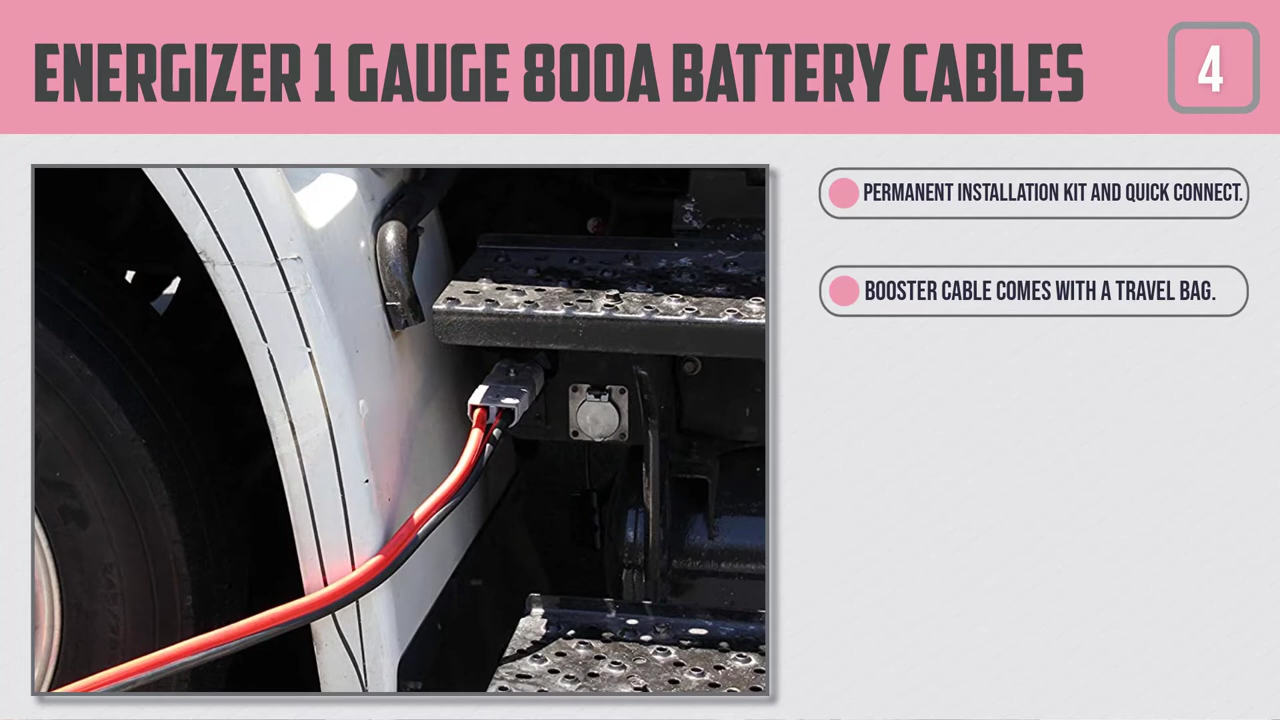 ENERGIZER 1 GAUGE 800A BATTERY CABLES
4
PERMANENT INSTALLATION KIT AND QUICK CONNECT.
BOOSTER CABLE COMES WITH A TRAVEL BAG.